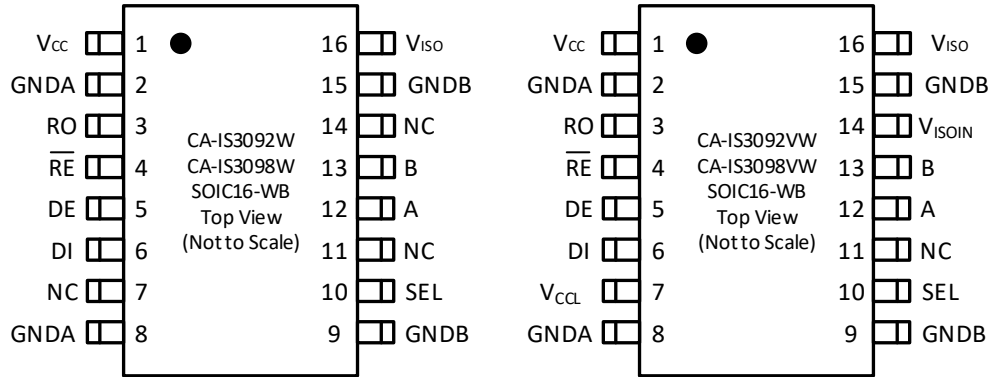 VCC 1 16 VISO
GNDA 2 15 GNDB
RO 3 14 NC
RE 4 13 B
DE 5 12 A
DI 6 11 NC
NC 7 10 SEL
GNDA 8 9 GNDB
CA-IS3092W
CA-IS3098W
SOIC16-WB
Top View
(Not to Scale)
VCC 1 16 VISO
GNDA 2 15 GNDB
RO 3 14 VISOIN
RE 4 13 B
DE 5 12 A
DI 6 11 NC
VCCL 7 10 SEL
GNDA 8 9 GNDB
CA-IS3092VW
CA-IS3098VW
SOIC16-WB
Top View
(Not to Scale)